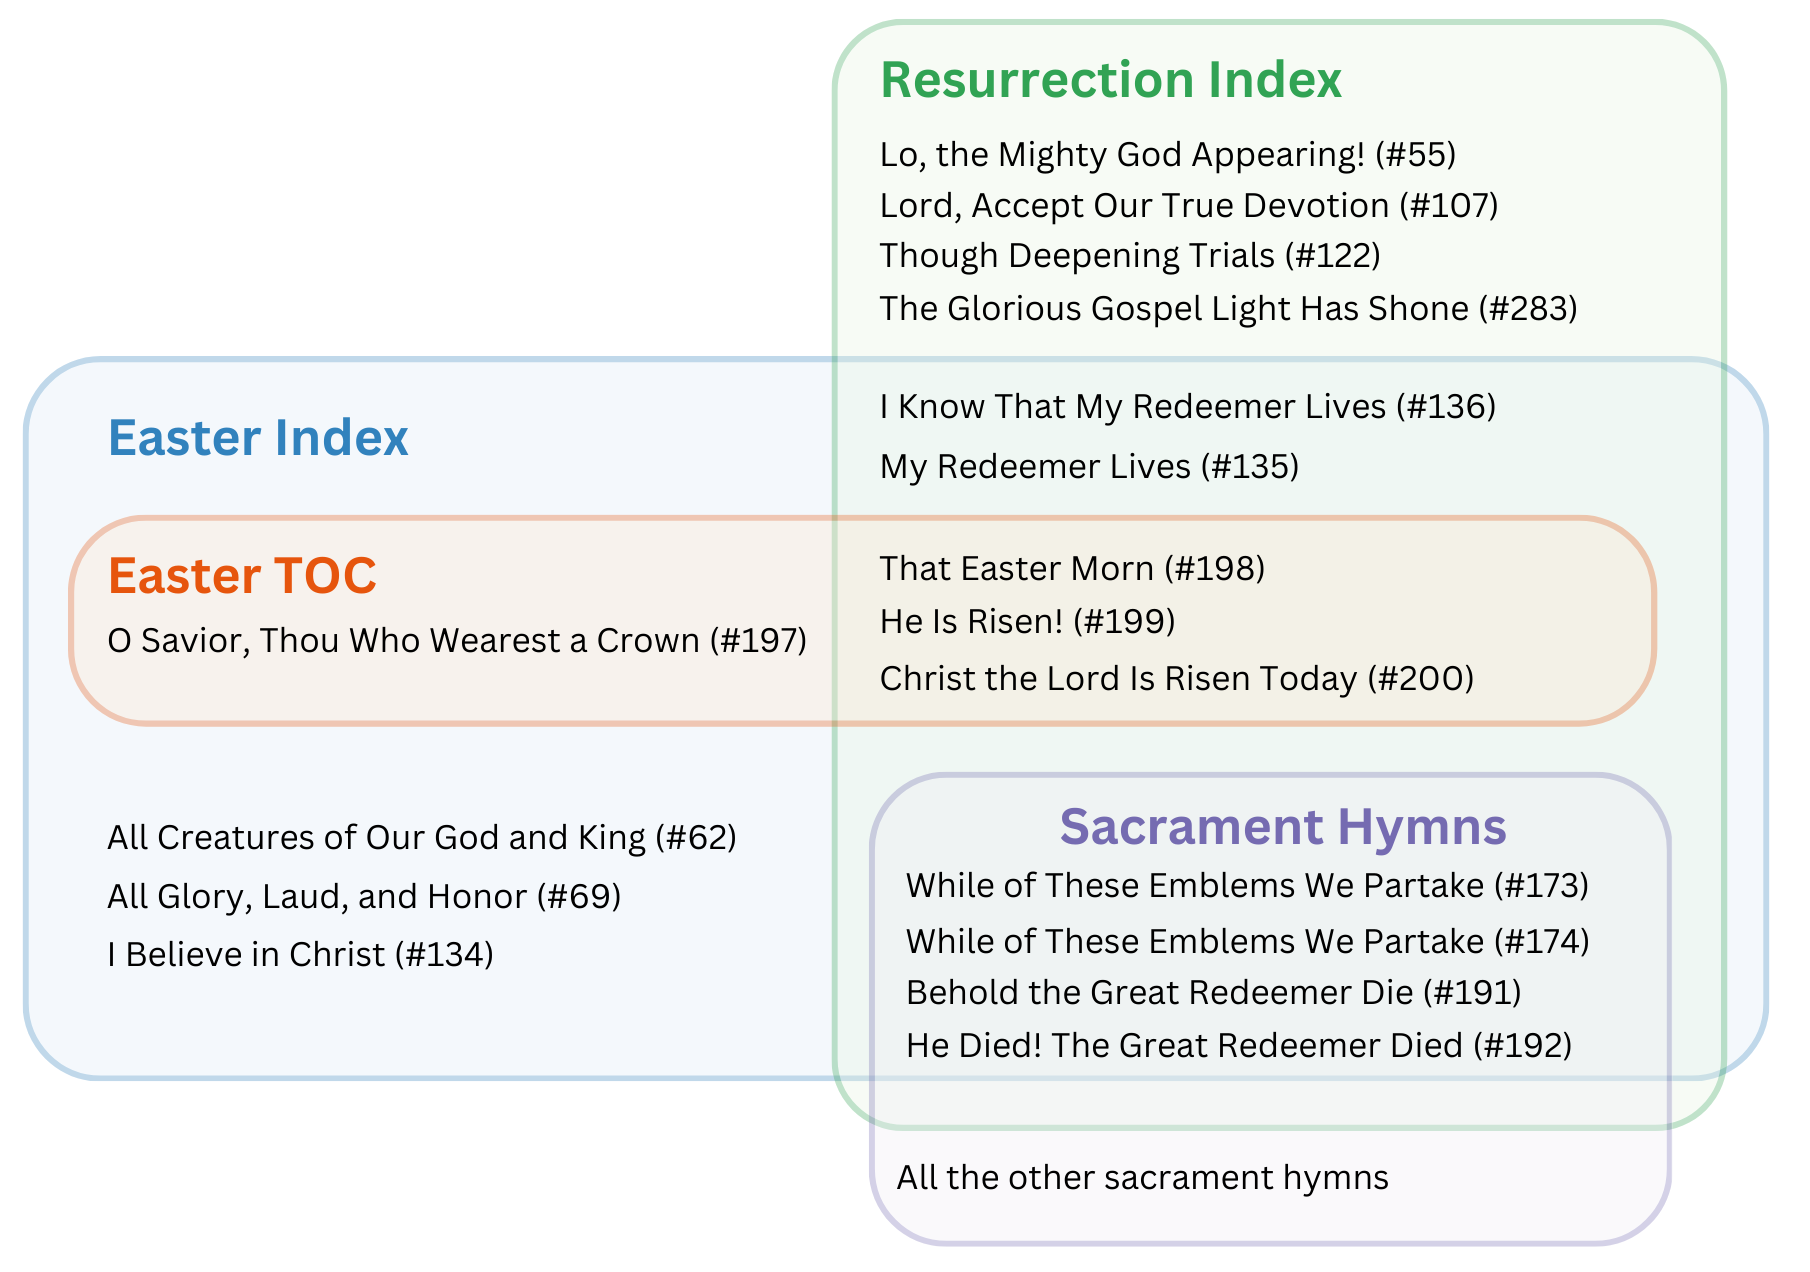 Resurrection Index
Lo, the Mighty God Appearing! (#55)
Lord, Accept Our True Devotion (#107)
Though Deepening Trials (#122)
The Glorious Gospel Light Has Shone (#283)
Easter Index
I Know That My Redeemer Lives (#136)
My Redeemer Lives (#135)
Easter TOC
O Savior, Thou Who Wearest a Crown (#197)
That Easter Morn (#198)
He Is Risen! (#199)
Christ the Lord Is Risen Today (#200)
All Creatures of Our God and King (#62)
All Glory, Laud, and Honor (#69)
I Believe in Christ (#134)
Sacrament Hymns
While of These Emblems We Partake (#173)
While of These Emblems We Partake (#174)
Behold the Great Redeemer Die (#191)
He Died! The Great Redeemer Died (#192)
All the other sacrament hymns